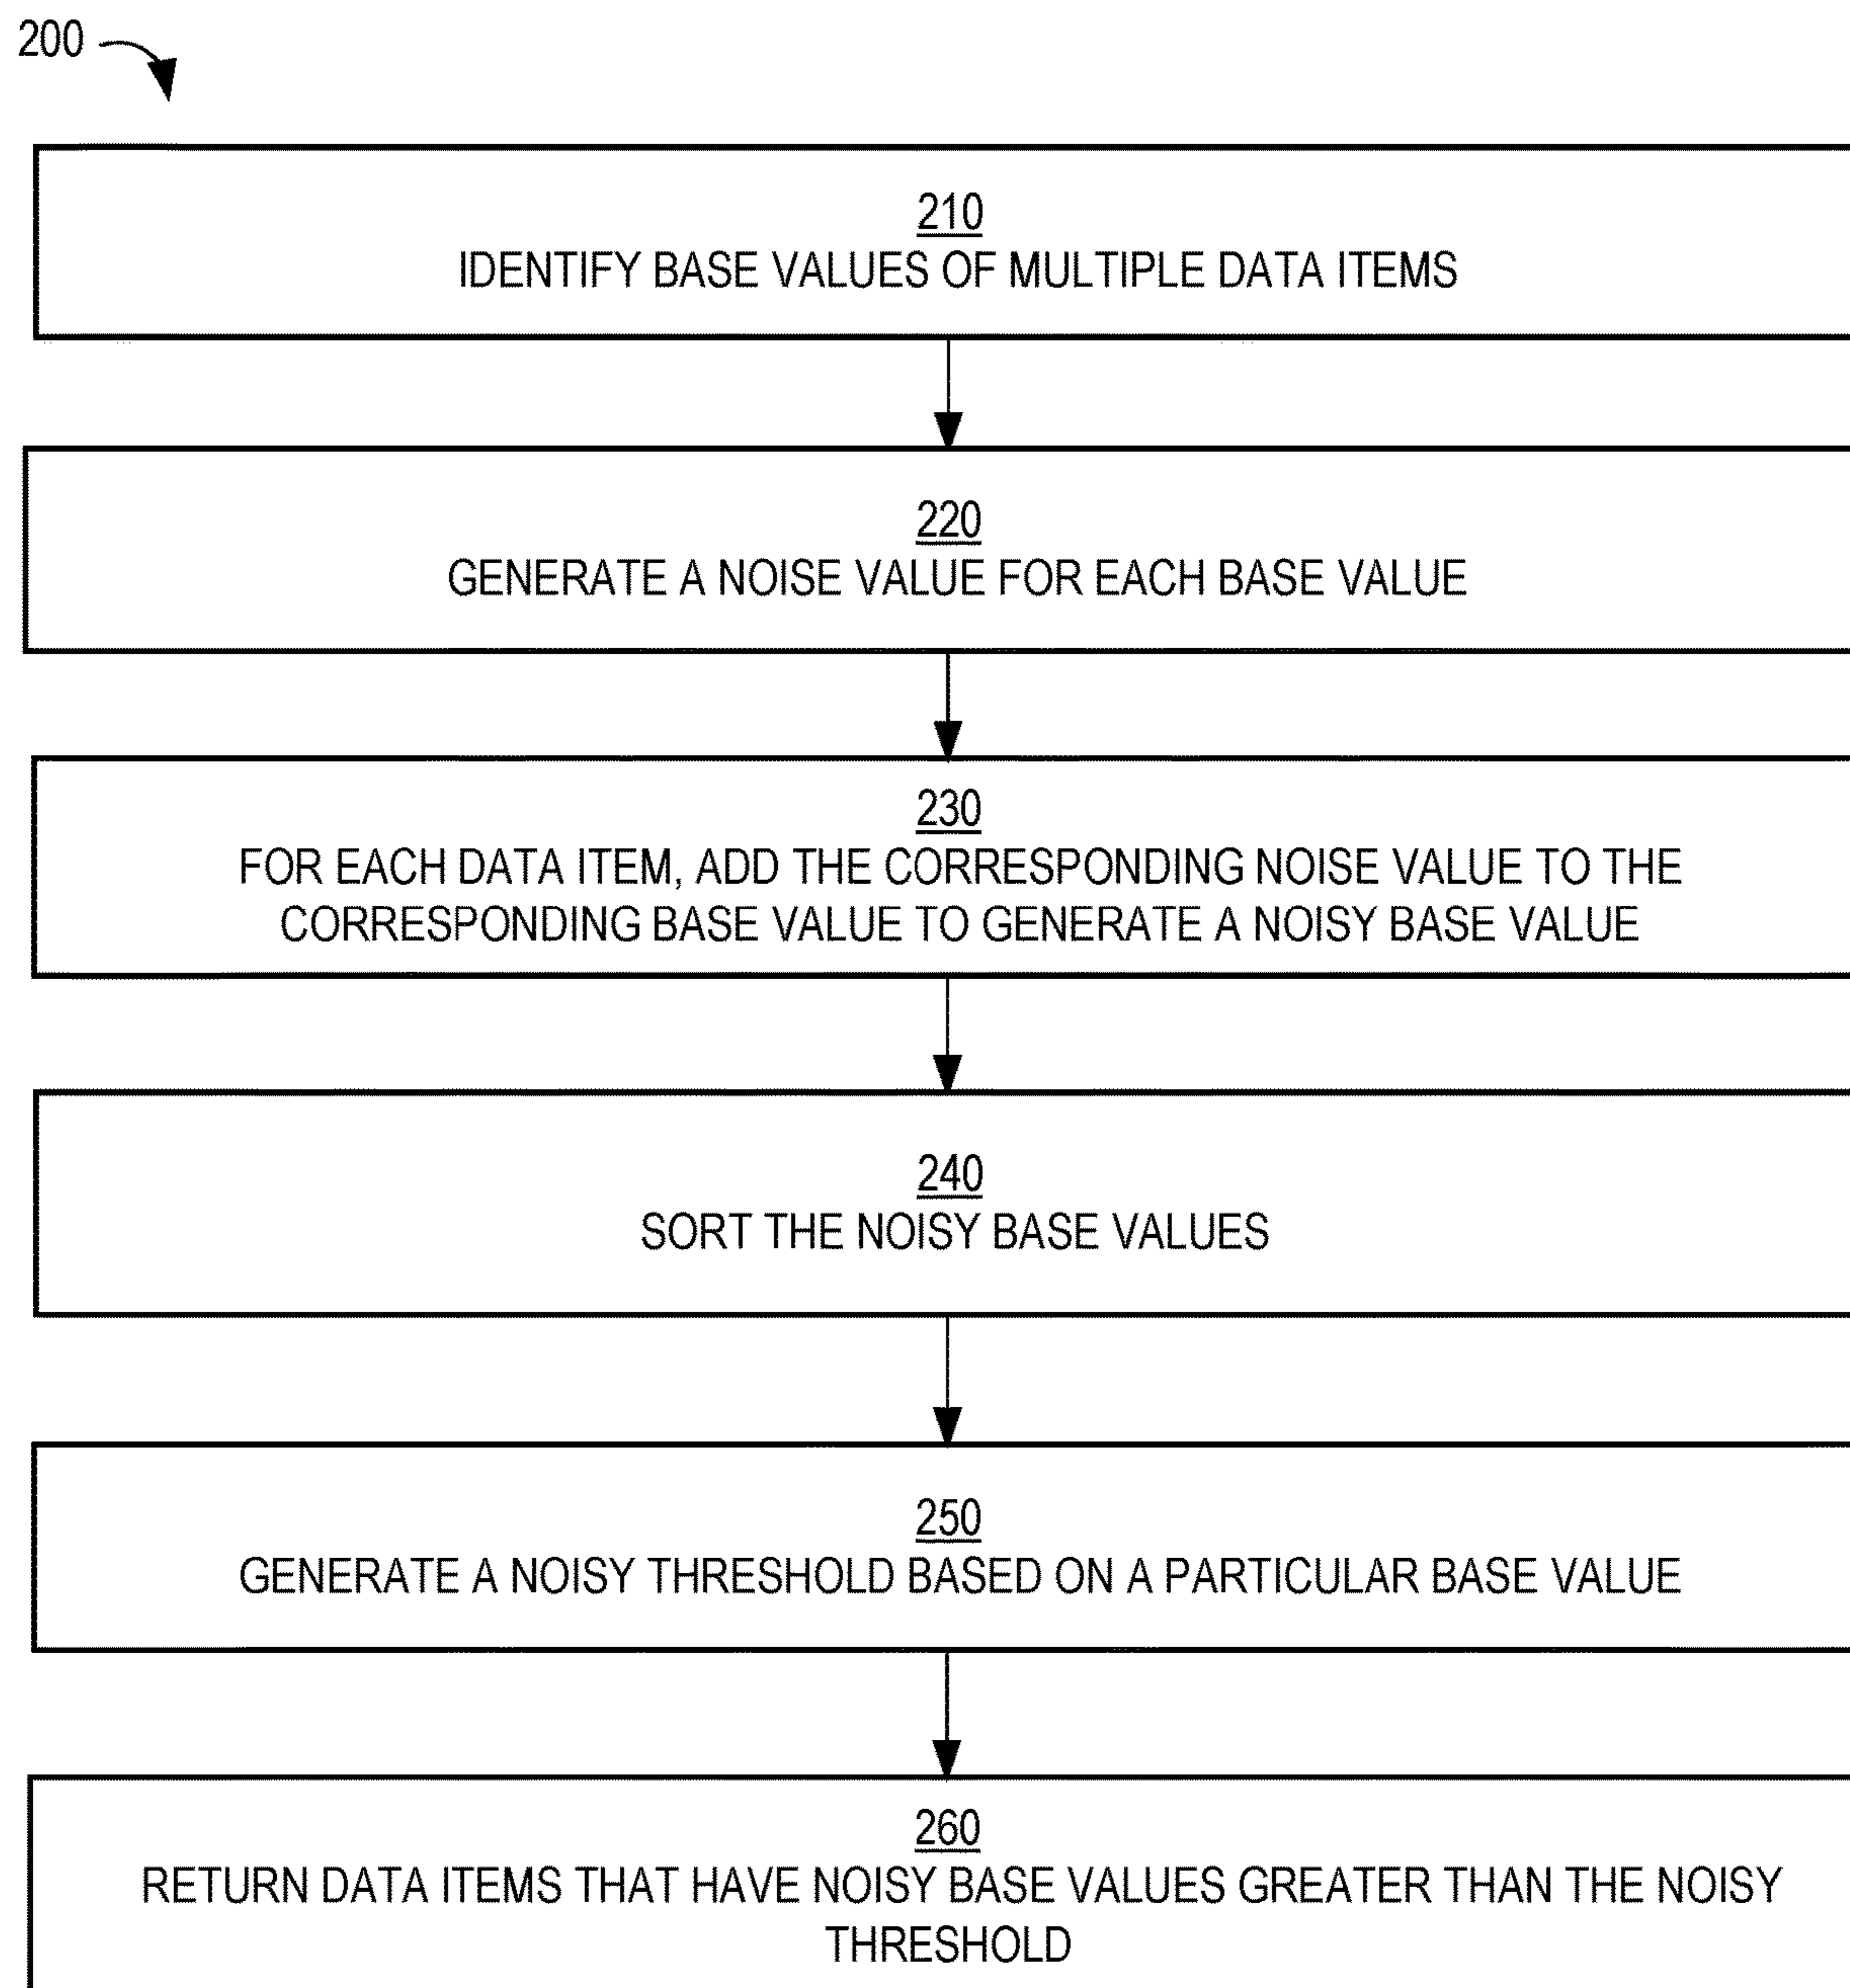 200
210
IDENTIFY BASE VALUES OF MULTIPLE DATA ITEMS
220
GENERATE A NOISE VALUE FOR EACH BASE VALUE
230
FOR EACH DATA ITEM, ADD THE CORRESPONDING NOISE VALUE TO THE
CORRESPONDING BASE VALUE TO GENERATE A NOISY BASE VALUE
240
SORT THE NOISY BASE VALUES
250
GENERATE A NOISY THRESHOLD BASED ON A PARTICULAR BASE VALUE
260
RETURN DATA ITEMS THAT HAVE NOISY BASE VALUES GREATER THAN THE NOISY
THRESHOLD